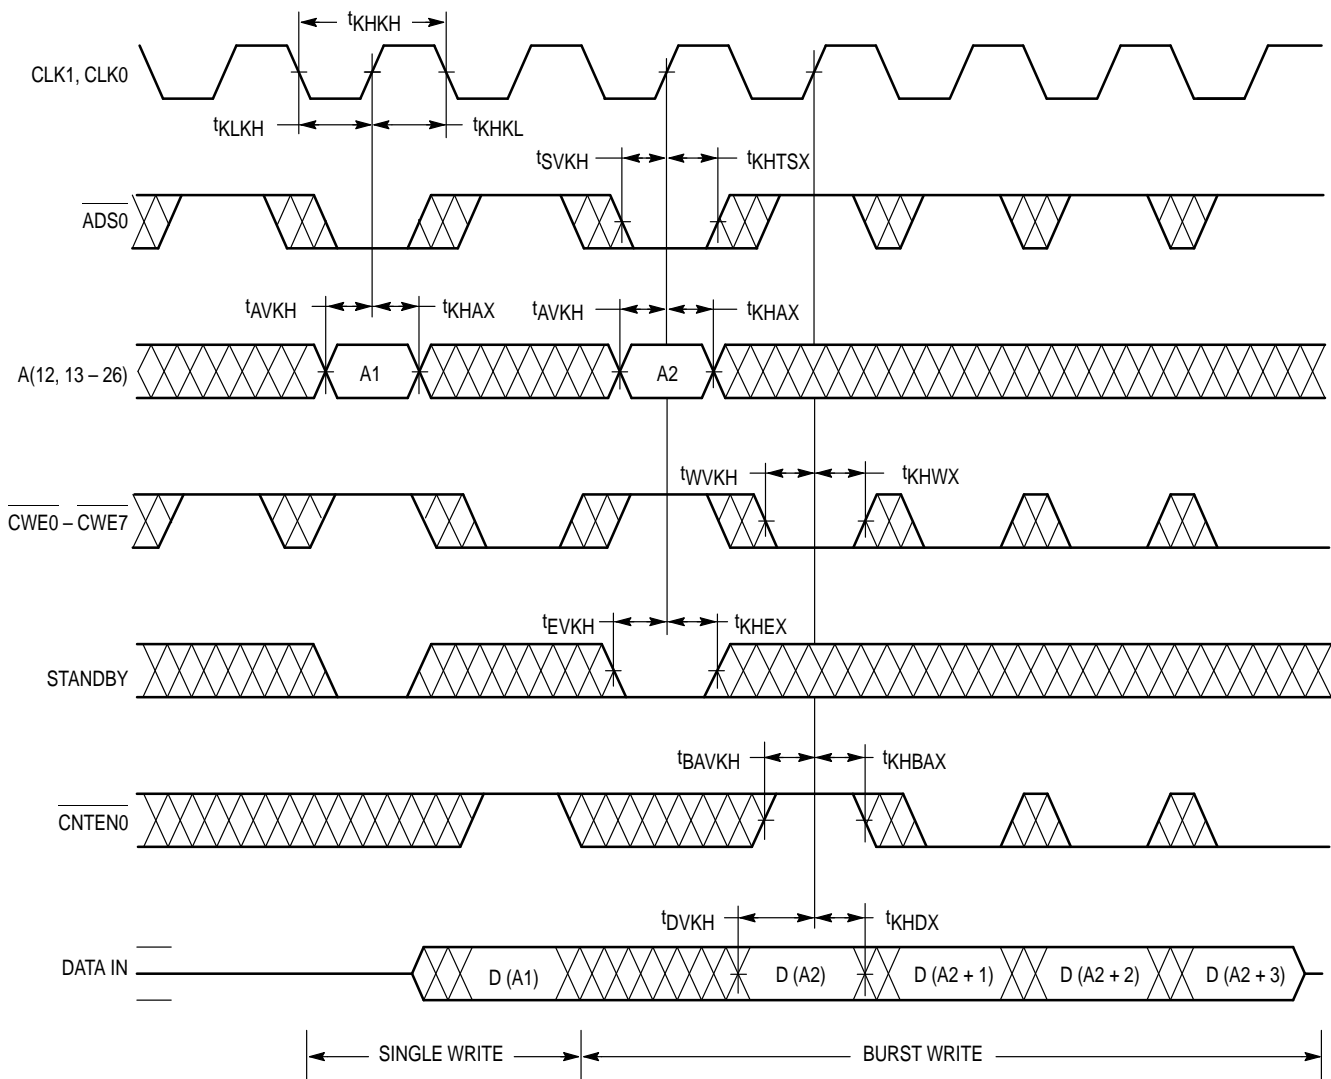 tKHKH
CLK1, CLK0
tKLKH tKHKL
tSVKH tKHTSX
ADS0
tAVKH tKHAX tAVKH tKHAX
A(12, 13 – 26) A1 A2
tWVKH tKHWX
CWE0 – CWE7
tEVKH tKHEX
STANDBY
tBAVKH tKHBAX
CNTEN0
tDVKH tKHDX
DATA IN D (A1) D (A2) D (A2 + 1) D (A2 + 2) D (A2 + 3)
SINGLE WRITE BURST WRITE